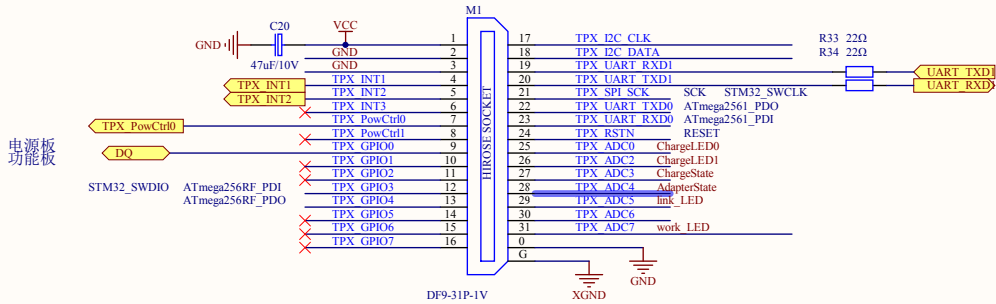 M1
C20
VCC
GND
GND
GND
47uF/10V
1
2
3
4
5
6
7
8
9
10
11
12
13
14
15
16
TPX_INT1
TPX_INT1
TPX_INT2
TPX_INT2
TPX_INT3
TPX_PowCtrl0
TPX_PowCtrl0
TPX_PowCtrl1
电源板
功能板
DQ
TPX_GPIO0
TPX_GPIO1
TPX_GPIO2
STM32_SWDIO ATmega256RF_PDI TPX_GPIO3
ATmega256RF_PDO TPX_GPIO4
TPX_GPIO5
TPX_GPIO6
TPX_GPIO7
HIROSE SOCKET
17 TPX_I2C_CLK
R33 22Ω
18 TPX_I2C_DATA
R34 22Ω
19 TPX_UART_RXD1
UART_TXD1
20 TPX_UART_TXD1
UART_RXD1
21 TPX_SPI_SCK SCK STM32_SWCLK
22 TPX_UART_TXD0 ATmega2561_PDO
23 TPX_UART_RXD0 ATmega2561_PDI
24 TPX_RSTN RESET
25 TPX_ADC0 ChargeLED0
26 TPX_ADC2 ChargeLED1
27 TPX_ADC3 ChargeState
28 TPX_ADC4 AdapterState
29 TPX_ADC5 link_LED
30 TPX_ADC6
31 TPX_ADC7 work_LED
0
G
GND
XGND
DF9-31P-1V